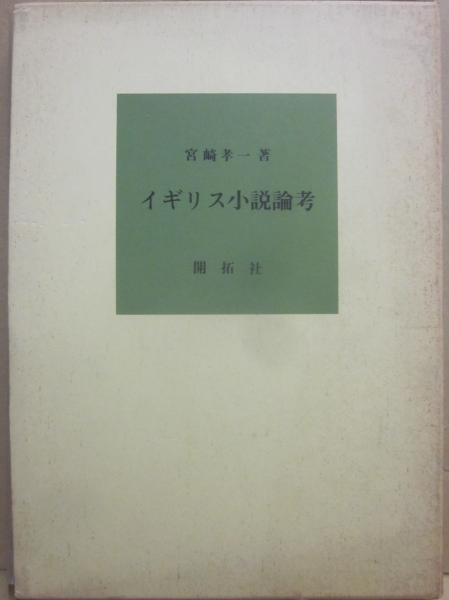 宮崎孝一著
イギリス小説論考
開拓社